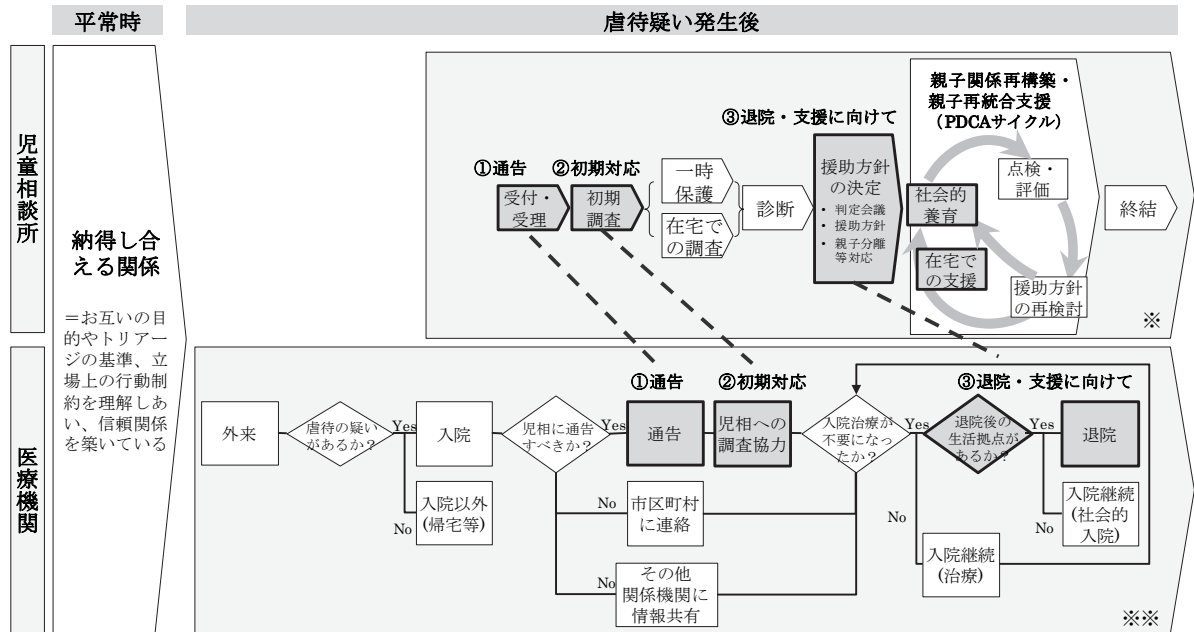 平常時
虐待疑い発生後
児童相談所
納得し合
える関係
＝お互いの目
的やトリアー
ジの基準、立
場上の行動制
約を理解しあ
い、信頼関係
を築いている
①通告
受付・
受理
②初期対応
初期
調査
一時
保護
在宅で
の調査
診断
③退院・支援に向けて
援助方針
の決定
• 判定会議
• 援助方針
• 親子分離
等対応
親子関係再構築・
親子再統合支援
（PDCAサイクル）
社会的
養育
在宅で
の支援
点検・
評価
援助方針
の再検討
終結
※
医療機関
外来
虐待の疑い
があるか？
Yes
入院
No
入院以外
(帰宅等)
児相に通告
すべきか？
Yes
①通告
通告
No
市区町村
に連絡
No
その他
関係機関に
情報共有
②初期対応
児相への
調査協力
入院治療が
不要になっ
たか？
Yes
No
入院継続
(治療)
③退院・支援に向けて
退院後の
生活拠点が
あるか？
Yes
退院
No
入院継続
(社会的
入院)
※※